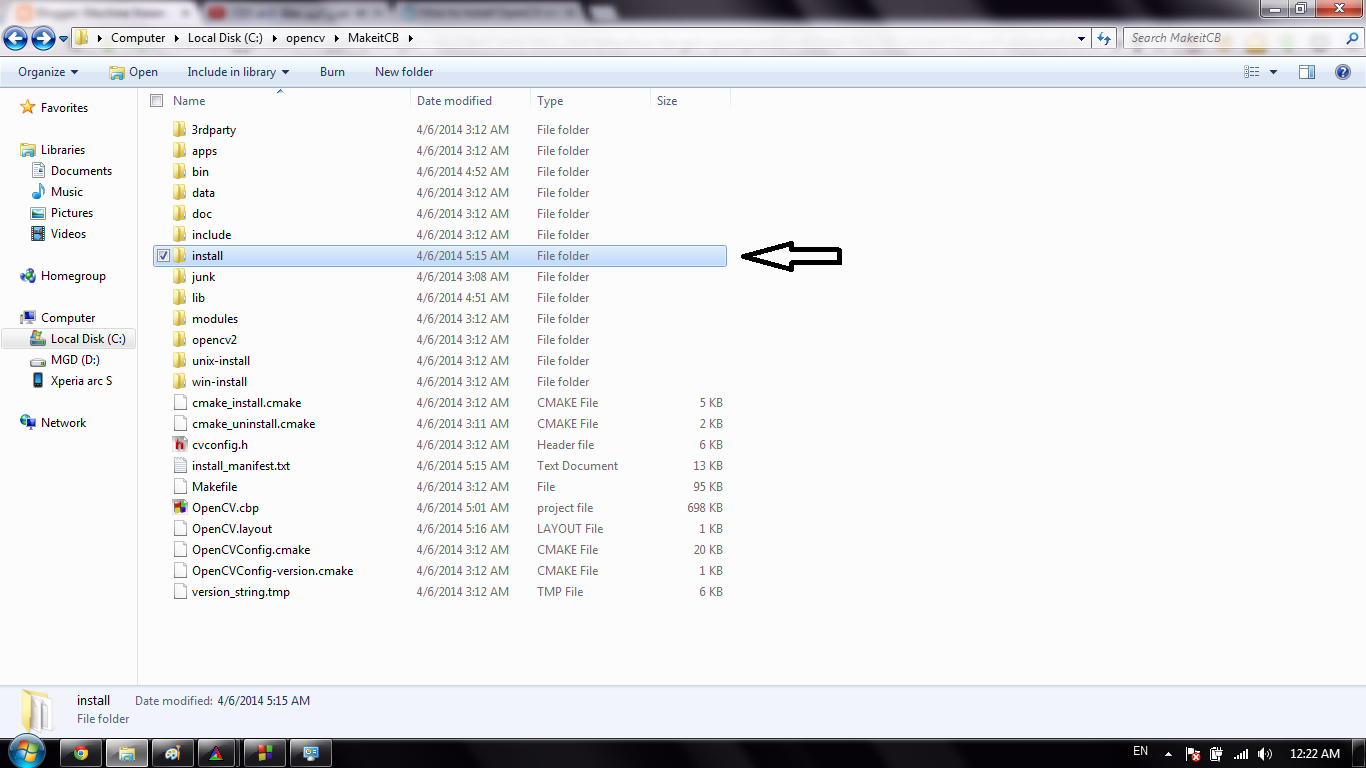 Computer Local Disk (C:) opencv MakeitCB Search MakeitCB
Organize Open Include in library Burn New folder
Name Date modified Type Size
Favorites
Libraries
Documents
Music
Pictures
Videos
Homegroup
Computer
Local Disk (C:)
MGD (D:)
Xperia arc S
Network
3rdparty 4/6/2014 3:12 AM File folder
apps 4/6/2014 3:12 AM File folder
bin 4/6/2014 4:52 AM File folder
data 4/6/2014 3:12 AM File folder
doc 4/6/2014 3:12 AM File folder
include 4/6/2014 3:12 AM File folder
install 4/6/2014 5:15 AM File folder
junk 4/6/2014 3:08 AM File folder
lib 4/6/2014 4:51 AM File folder
modules 4/6/2014 3:12 AM File folder
opencv2 4/6/2014 3:12 AM File folder
unix-install 4/6/2014 3:12 AM File folder
win-install 4/6/2014 3:12 AM File folder
cmake_install.cmake 4/6/2014 3:12 AM CMAKE File 5 KB
cmake_uninstall.cmake 4/6/2014 3:11 AM CMAKE File 2 KB
cvconfig.h 4/6/2014 3:12 AM Header file 6 KB
install_manifest.txt 4/6/2014 5:15 AM Text Document 13 KB
Makefile 4/6/2014 3:12 AM File 95 KB
OpenCV.cbp 4/6/2014 5:01 AM project file 698 KB
OpenCV.layout 4/6/2014 5:16 AM LAYOUT File 1 KB
OpenCVConfig.cmake 4/6/2014 3:12 AM CMAKE File 20 KB
OpenCVConfig-version.cmake 4/6/2014 3:12 AM CMAKE File 1 KB
version_string.tmp 4/6/2014 3:12 AM TMP File 6 KB
install Date modified: 4/6/2014 5:15 AM
File folder
EN 12:22 AM